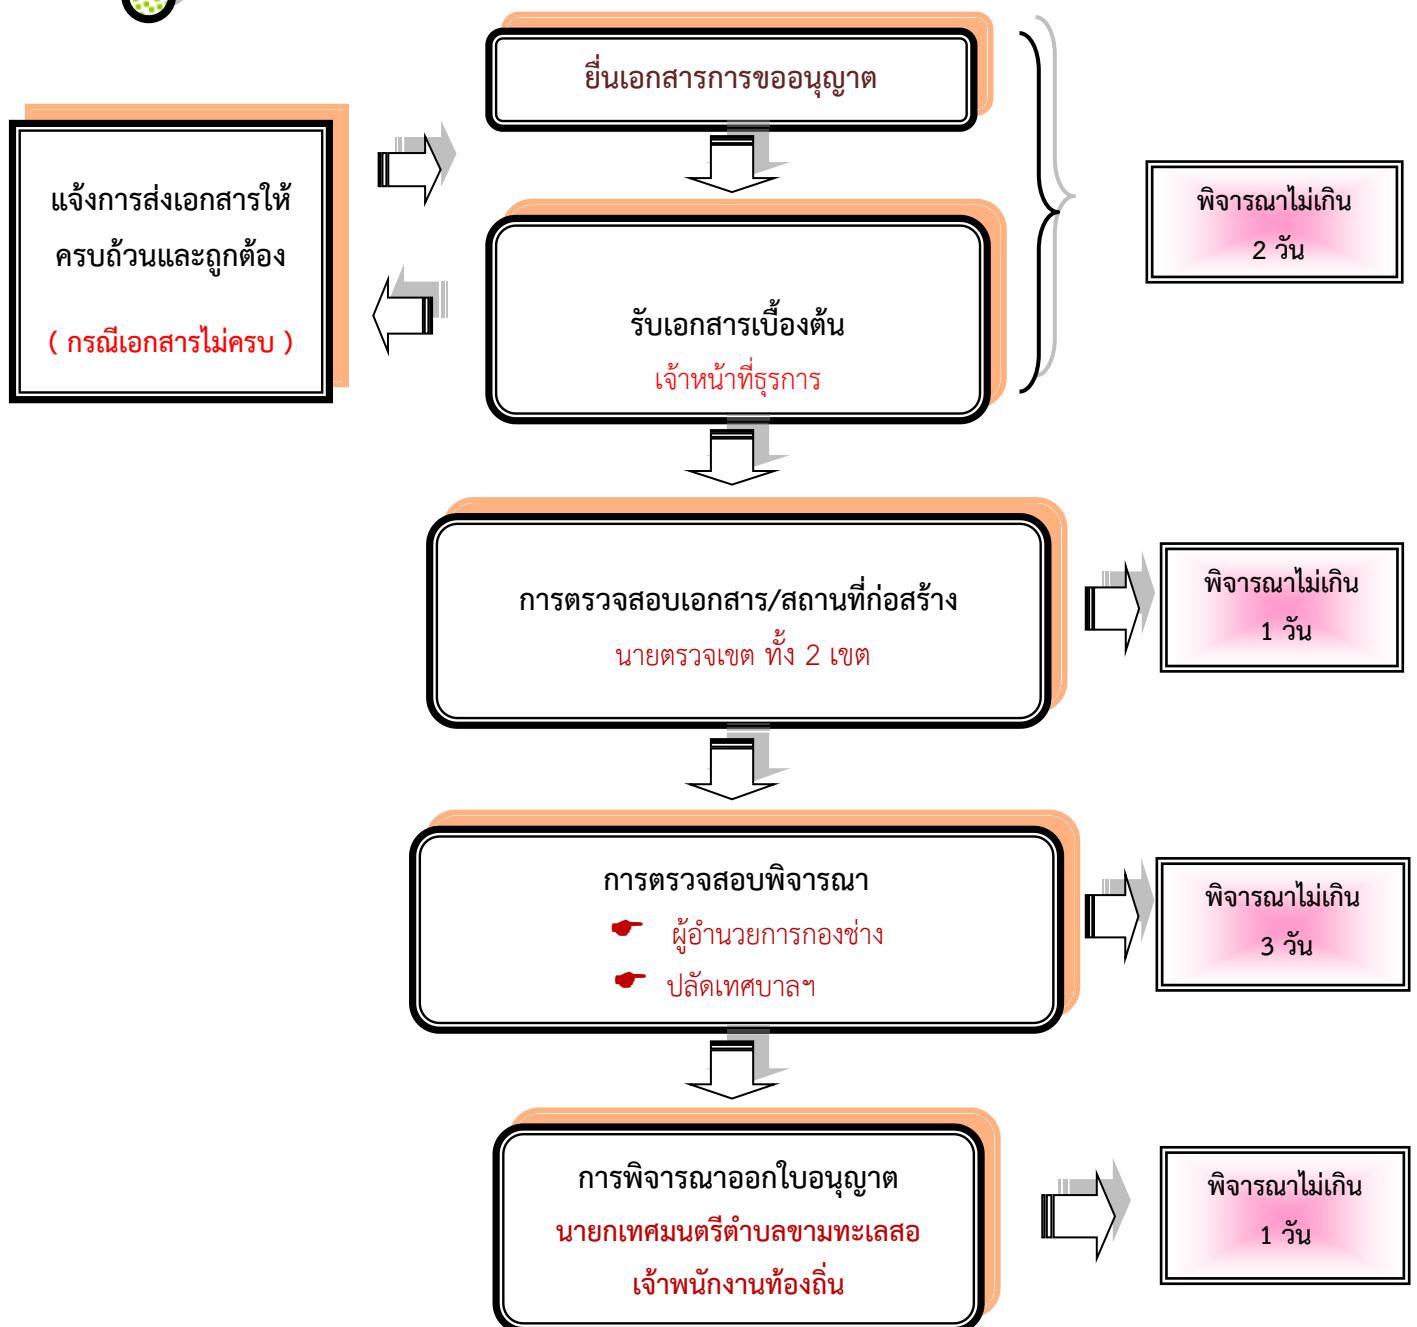 ยื่นเอกสารการขออนุญาต
แจ้งการส่งเอกสารให้
ครบถ้วนและถูกต้อง
( กรณีเอกสารไม่ครบ )
พิจารณาไม่เกิน
2 วัน
รับเอกสารเบื้องต้น
เจ้าหน้าที่ธุรการ
การตรวจสอบเอกสาร/สถานที่ก่อสร้าง
นายตรวจเขต ทั้ง 2 เขต
พิจารณาไม่เกิน
1 วัน
การตรวจสอบพิจารณา
ผู้อำนวยการกองช่าง
ปลัดเทศบาลฯ
พิจารณาไม่เกิน
3 วัน
การพิจารณาออกใบอนุญาต
นายกเทศมนตรีตำบลขามทะเลสอ
เจ้าพนักงานท้องถิ่น
พิจารณาไม่เกิน
1 วัน